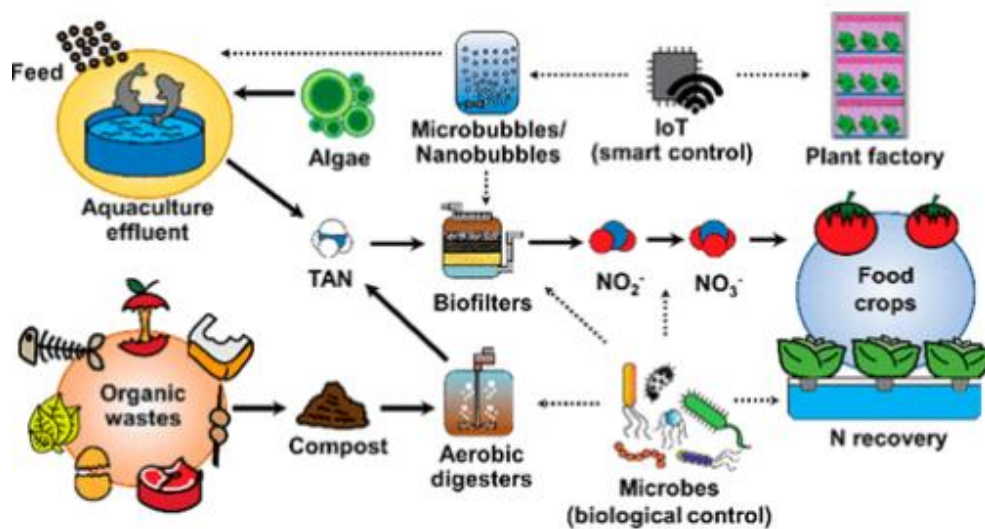 Feed
Algae
Microbubbles/
Nanobubbles
IoT
(smart control)
Plant factory
Aquaculture
effluent
TAN
Biofilters
NO₂⁻
NO₃⁻
Food
crops
Organic
wastes
Compost
Aerobic
digesters
Microbes
(biological control)
N recovery